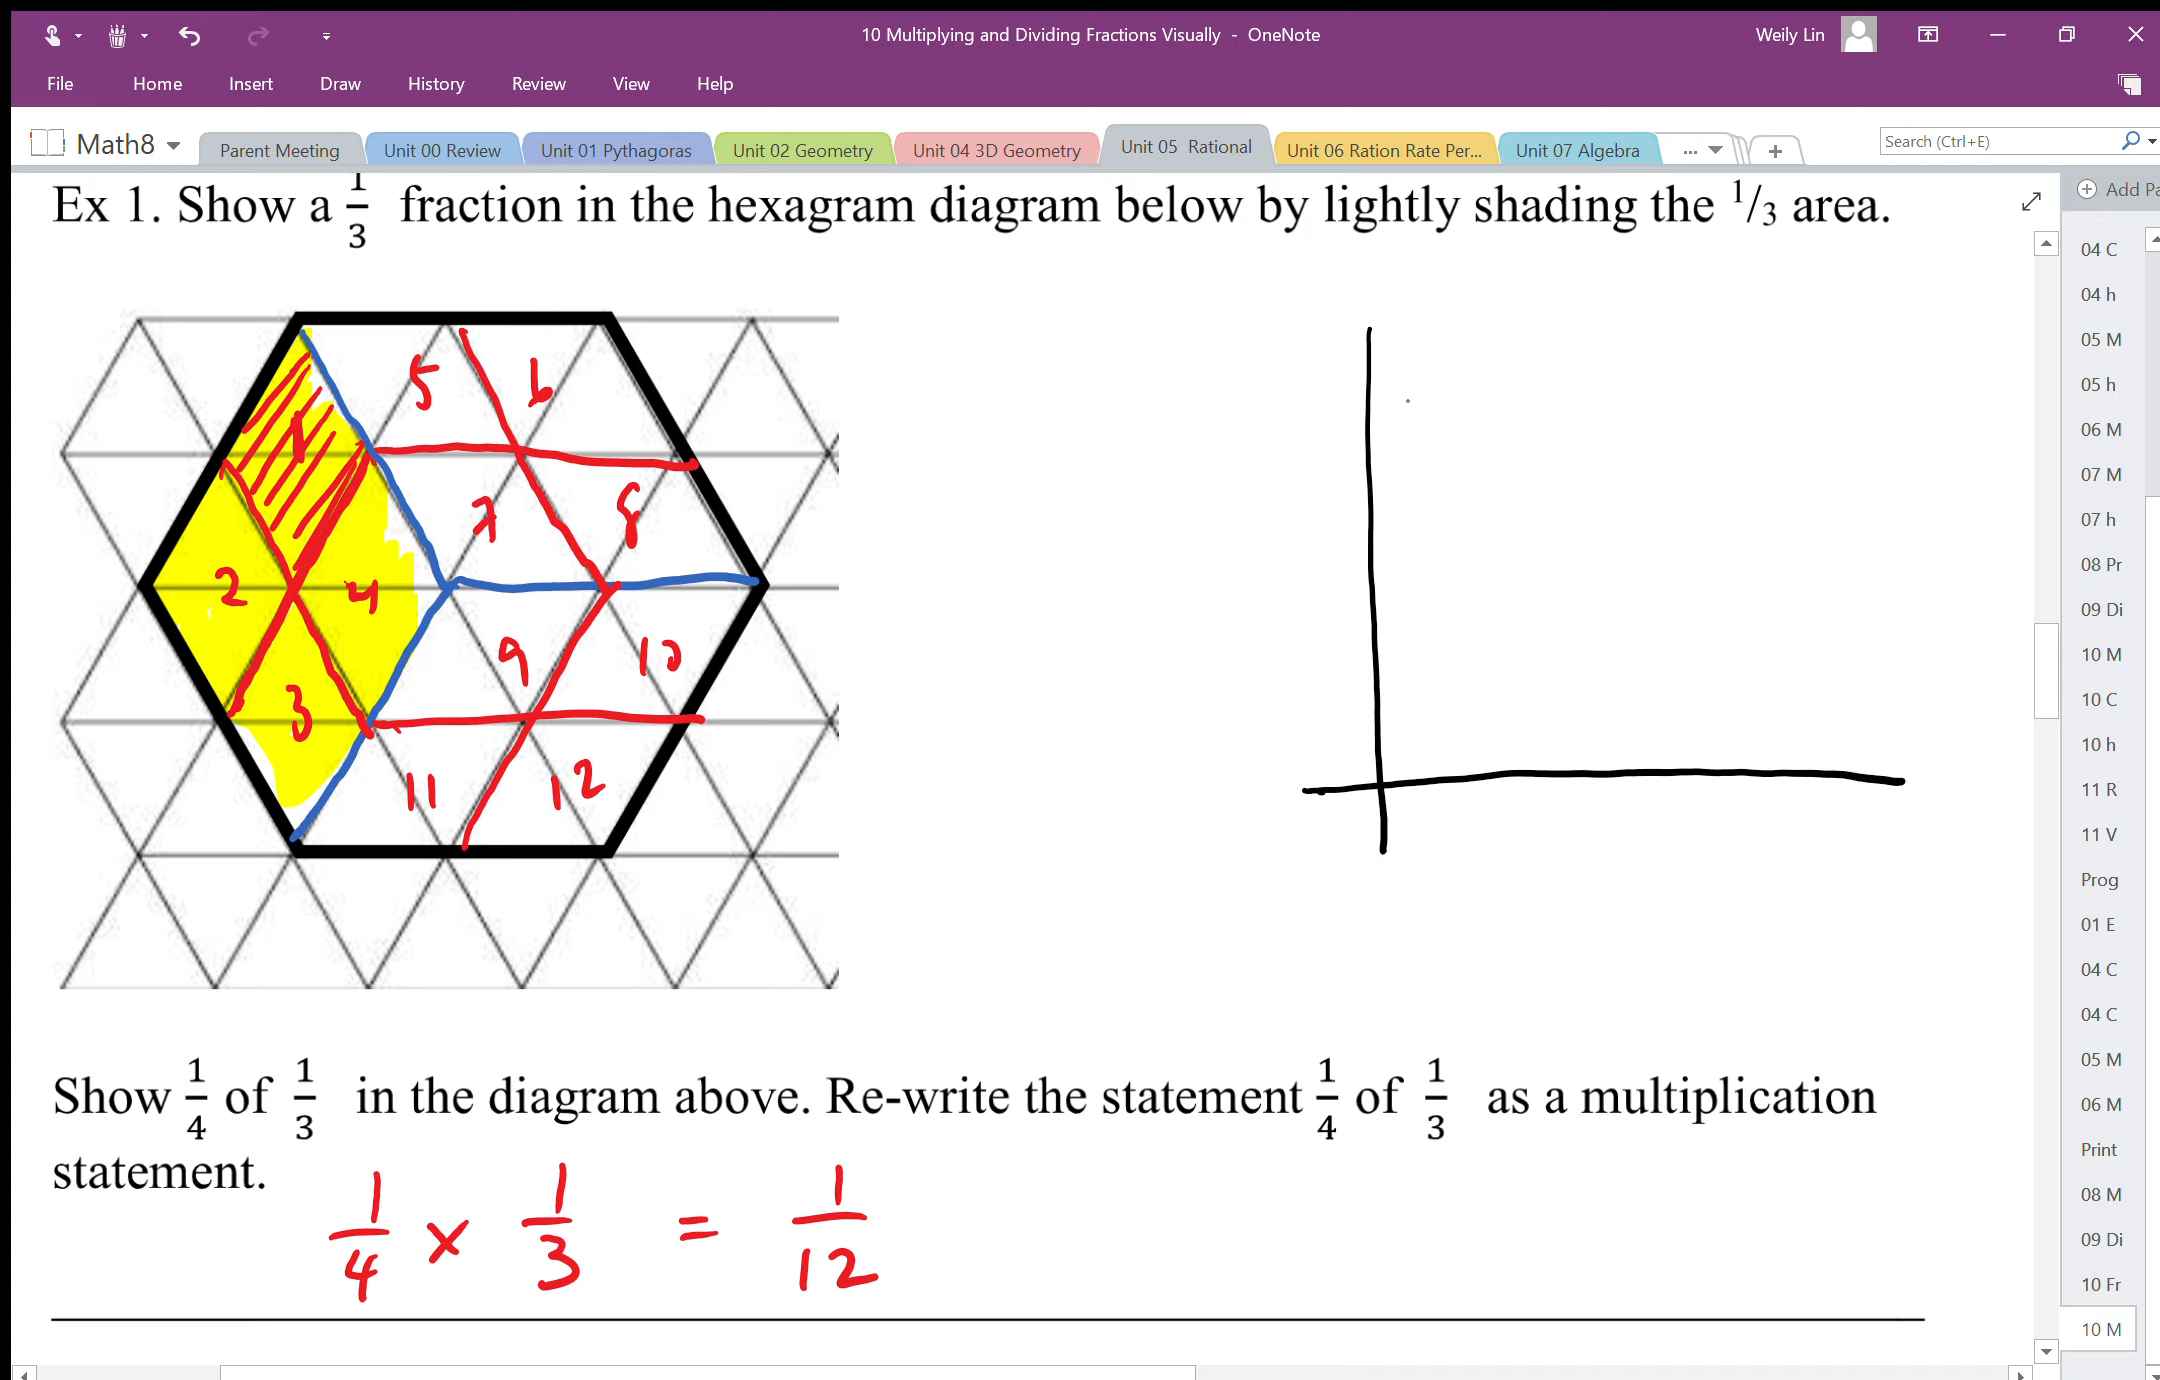 10 Multiplying and Dividing Fractions Visually - OneNote
Weily Lin
File Home Insert Draw History Review View Help
Math8
Parent Meeting
Unit 00 Review
Unit 01 Pythagoras
Unit 02 Geometry
Unit 04 3D Geometry
Unit 05 Rational
Unit 06 Ration Rate Per...
Unit 07 Algebra
...
Search (Ctrl+E)
Ex 1. Show a 1/3 fraction in the hexagram diagram below by lightly shading the 1/3 area.
Add Pa
1
5 6
7 8
2 4
9 10
3
11 12
Show 1/4 of 1/3 in the diagram above. Re-write the statement 1/4 of 1/3 as a multiplication
statement.
1/4 × 1/3 = 1/12
04 C
04 h
05 M
05 h
06 M
07 M
07 h
08 Pr
09 Di
10 M
10 C
10 h
11 R
11 V
Prog
01 E
04 C
04 C
05 M
06 M
Print
08 M
09 Di
10 Fr
10 M